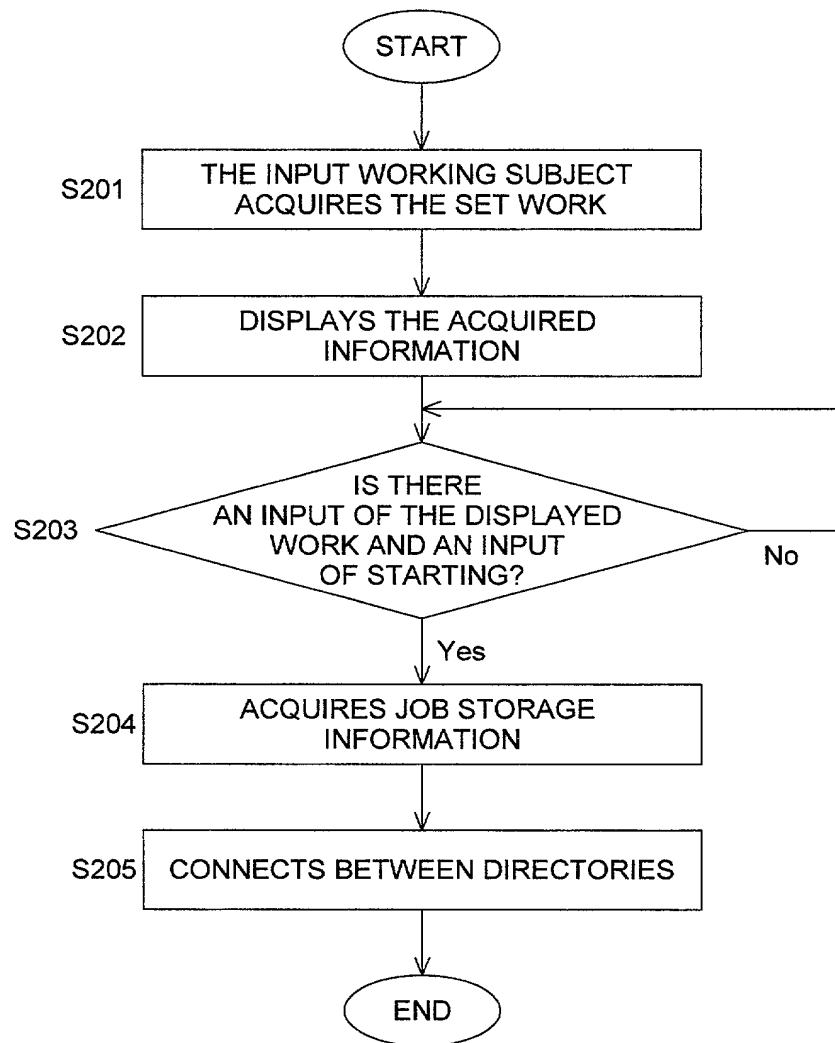 START
S201
THE INPUT WORKING SUBJECT
ACQUIRES THE SET WORK
S202
DISPLAYS THE ACQUIRED
INFORMATION
S203
IS THERE
AN INPUT OF THE DISPLAYED
WORK AND AN INPUT
OF STARTING?
No
Yes
S204
ACQUIRES JOB STORAGE
INFORMATION
S205
CONNECTS BETWEEN DIRECTORIES
END